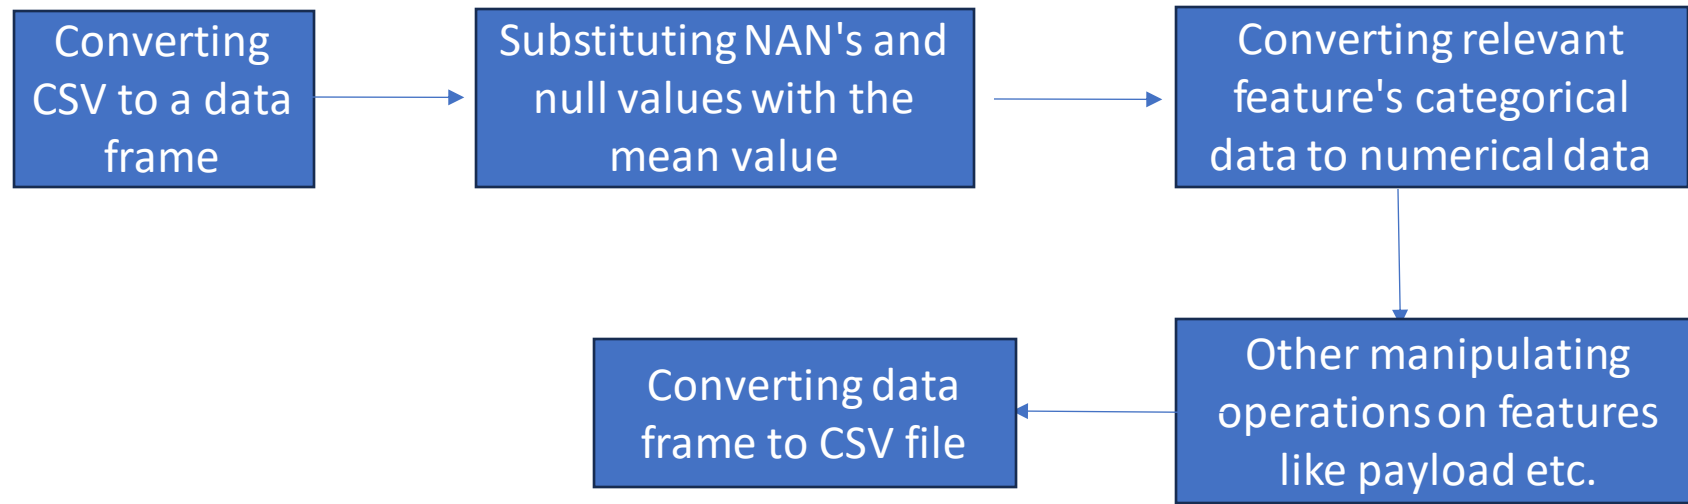 Converting
CSV to a data
frame
Substituting NAN's and
null values with the
mean value
Converting relevant
feature's categorical
data to numerical data
Other manipulating
operations on features
like payload etc.
Converting data
frame to CSV file